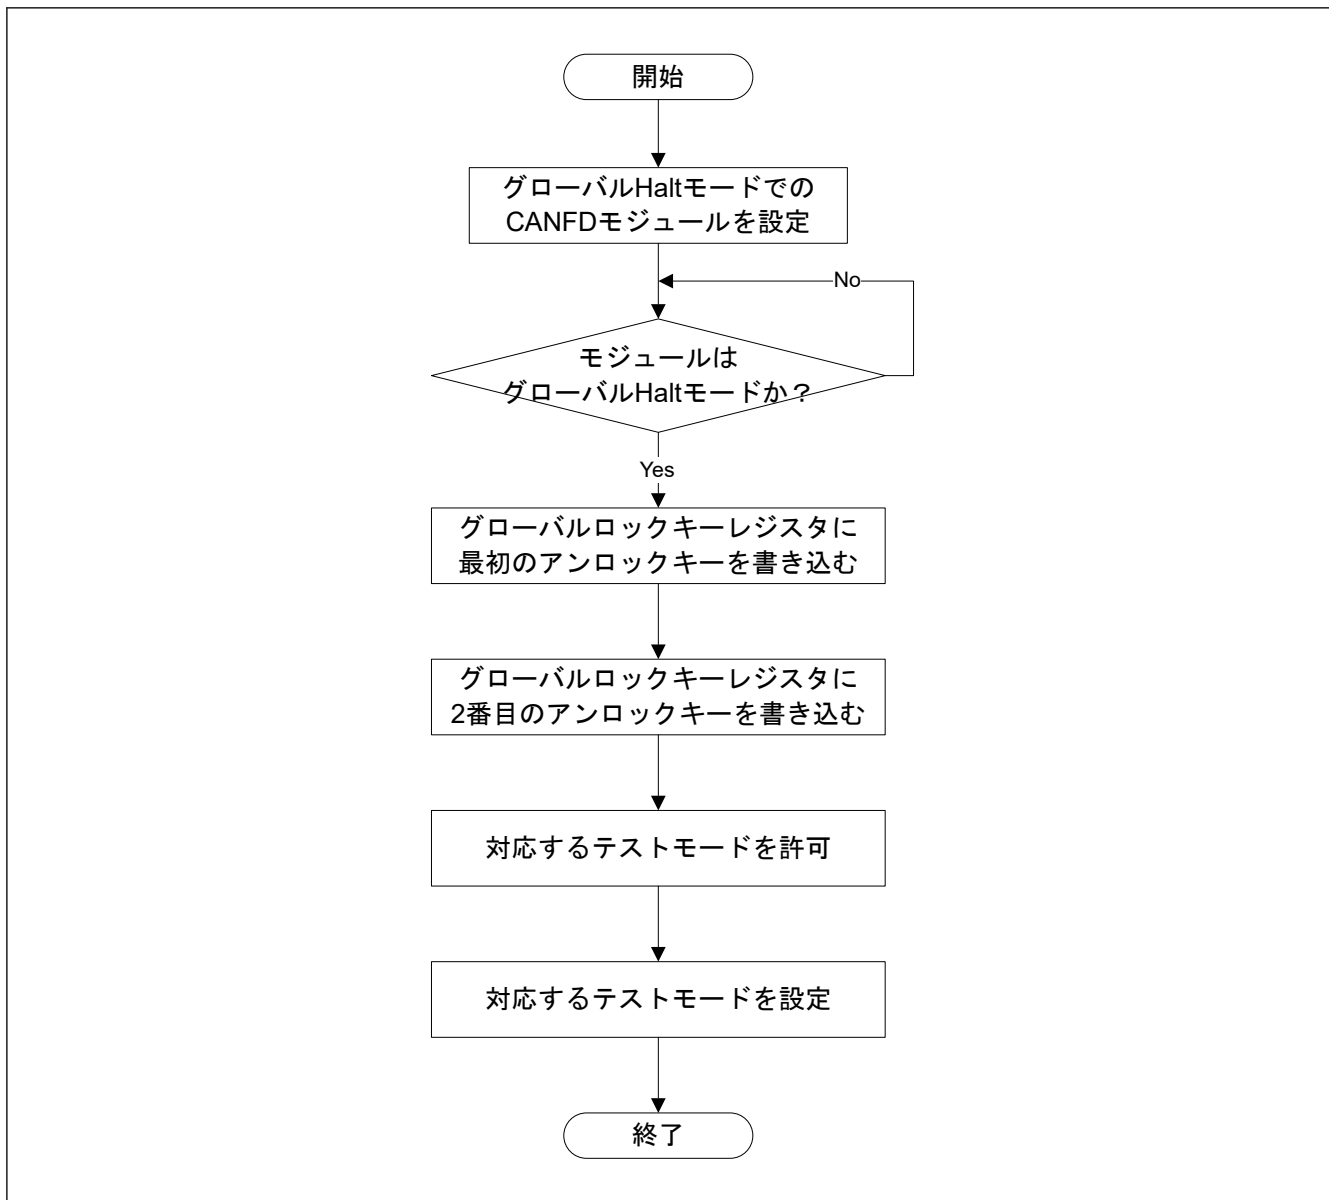 開始
グローバルHaltモードでの
CANFDモジュールを設定
No
モジュールは
グローバルHaltモードか？
Yes
グローバルロックキーレジスタに
最初のアンロックキーを書き込む
グローバルロックキーレジスタに
2番目のアンロックキーを書き込む
対応するテストモードを許可
対応するテストモードを設定
終了